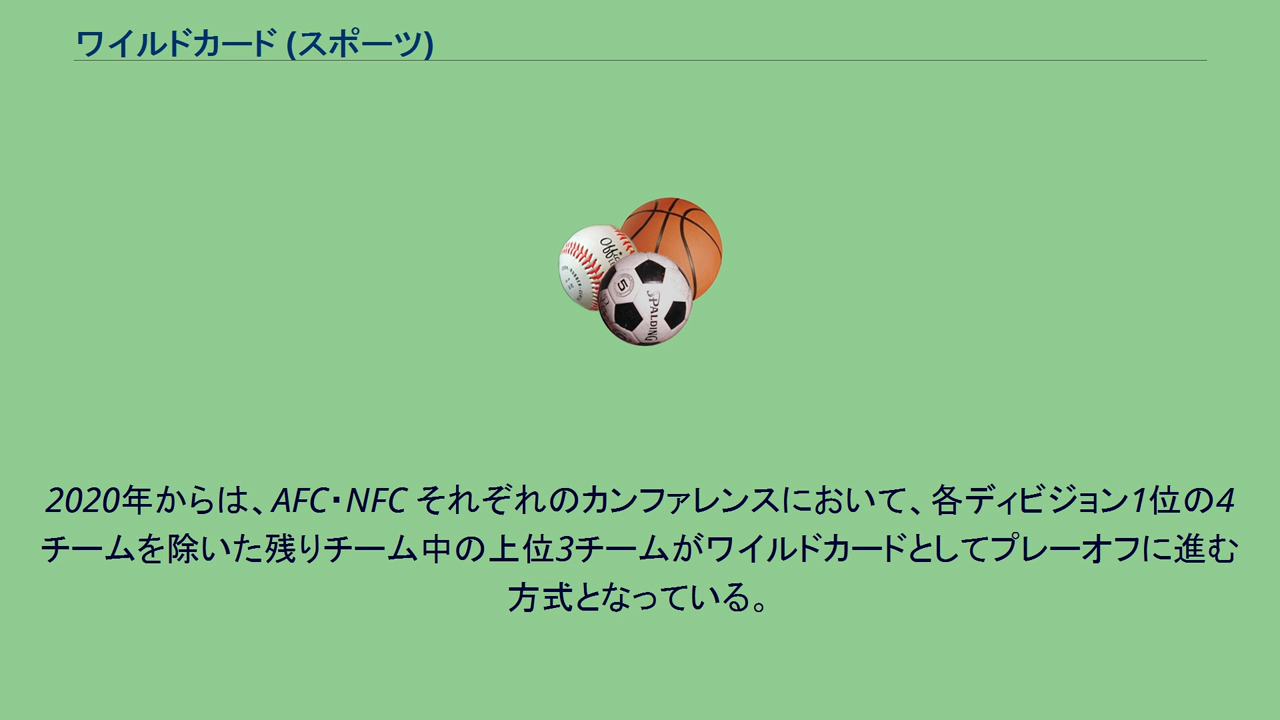 ワイルドカード (スポーツ)
Offic
5
SPALDING
2020年からは、AFC・NFC それぞれのカンファレンスにおいて、各ディビジョン1位の4
チームを除いた残りチーム中の上位3チームがワイルドカードとしてプレーオフに進む
方式となっている。